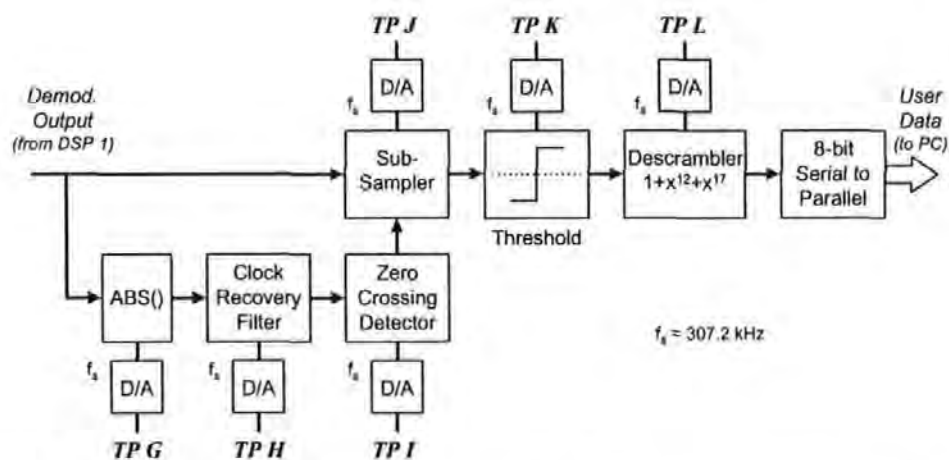 TP J
TP K
TP L
D/A
D/A
D/A
fs
fs
fs
Demod.
Output
(from DSP 1)
User
Data
(to PC)
Sub-
Sampler
Descrambler
1+x¹²+x¹⁷
8-bit
Serial to
Parallel
Threshold
ABS()
Clock
Recovery
Filter
Zero
Crossing
Detector
fs = 307.2 kHz
fs
fs
fs
D/A
D/A
D/A
TP G
TP H
TP I